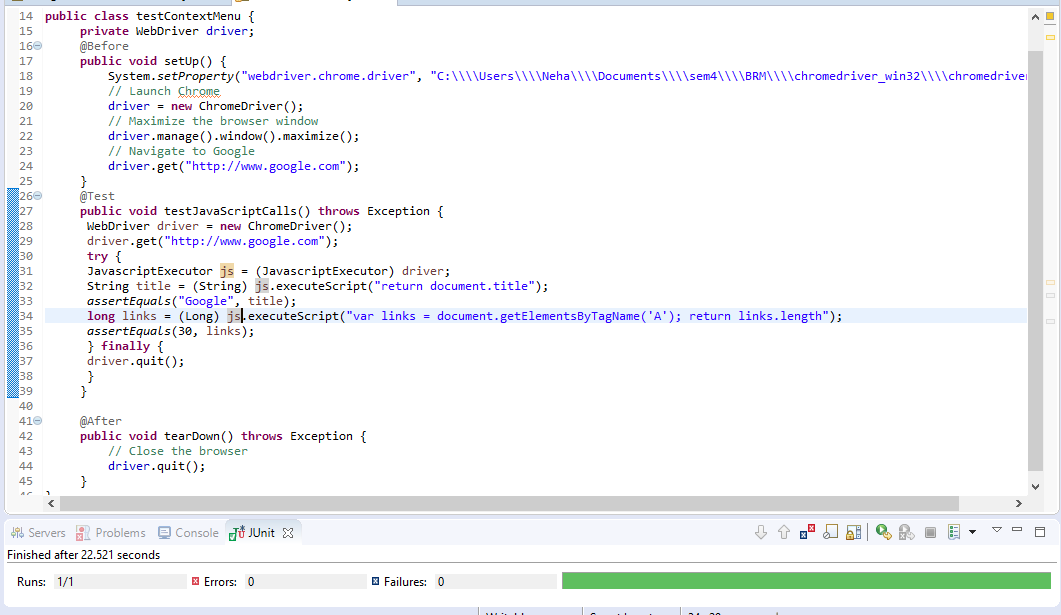 14 public class testContextMenu {
15 private WebDriver driver;
16 @Before
17 public void setUp() {
18 System.setProperty("webdriver.chrome.driver", "C:\\\\Users\\\\Neha\\\\Documents\\\\sem4\\\\BRM\\\\chromedriver_win32\\\\chromedriver
19 // Launch Chrome
20 driver = new ChromeDriver();
21 // Maximize the browser window
22 driver.manage().window().maximize();
23 // Navigate to Google
24 driver.get("http://www.google.com");
25 }
26 @Test
27 public void testJavaScriptCalls() throws Exception {
28 WebDriver driver = new ChromeDriver();
29 driver.get("http://www.google.com");
30 try {
31 JavascriptExecutor js = (JavascriptExecutor) driver;
32 String title = (String) js.executeScript("return document.title");
33 assertEquals("Google", title);
34 long links = (Long) js.executeScript("var links = document.getElementsByTagName('A'); return links.length");
35 assertEquals(30, links);
36 } finally {
37 driver.quit();
38 }
39 }
40
41 @After
42 public void tearDown() throws Exception {
43 // Close the browser
44 driver.quit();
45 }
Servers Problems Console JUnit
Finished after 22.521 seconds
Runs: 1/1 Errors: 0 Failures: 0